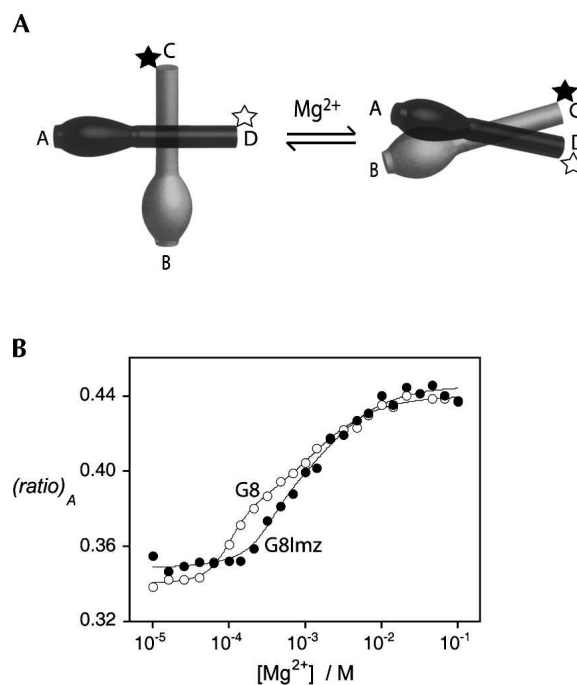 A
C
A
D
B
Mg²⁺
A
B
C
D
B
0.44
0.40
0.36
0.32
(ratio)A
G8
G8Imz
10⁻⁵ 10⁻⁴ 10⁻³ 10⁻² 10⁻¹
[Mg²⁺] / M